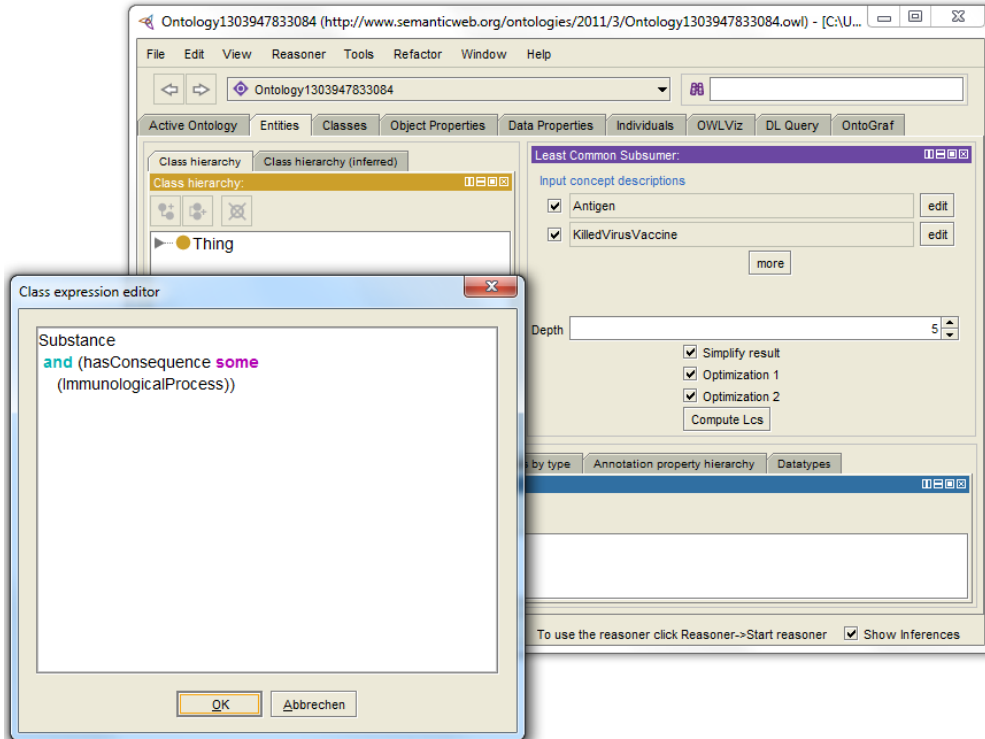 Ontology1303947833084 (http://www.semanticweb.org/ontologies/2011/3/Ontology1303947833084.owl) - [C:\U...
File Edit View Reasoner Tools Refactor Window Help
Ontology1303947833084
Active Ontology Entities Classes Object Properties Data Properties Individuals OWLViz DL Query OntoGraf
Class hierarchy Class hierarchy (inferred)
Class hierarchy:
Thing
Least Common Subsumer:
Input concept descriptions
Antigen edit
KilledVirusVaccine edit
more
Depth 5
Simplify result
Optimization 1
Optimization 2
Compute Lcs
by type Annotation property hierarchy Datatypes
To use the reasoner click Reasoner->Start reasoner Show Inferences
Class expression editor
Substance
and (hasConsequence some
(ImmunologicalProcess))
OK Abbrechen